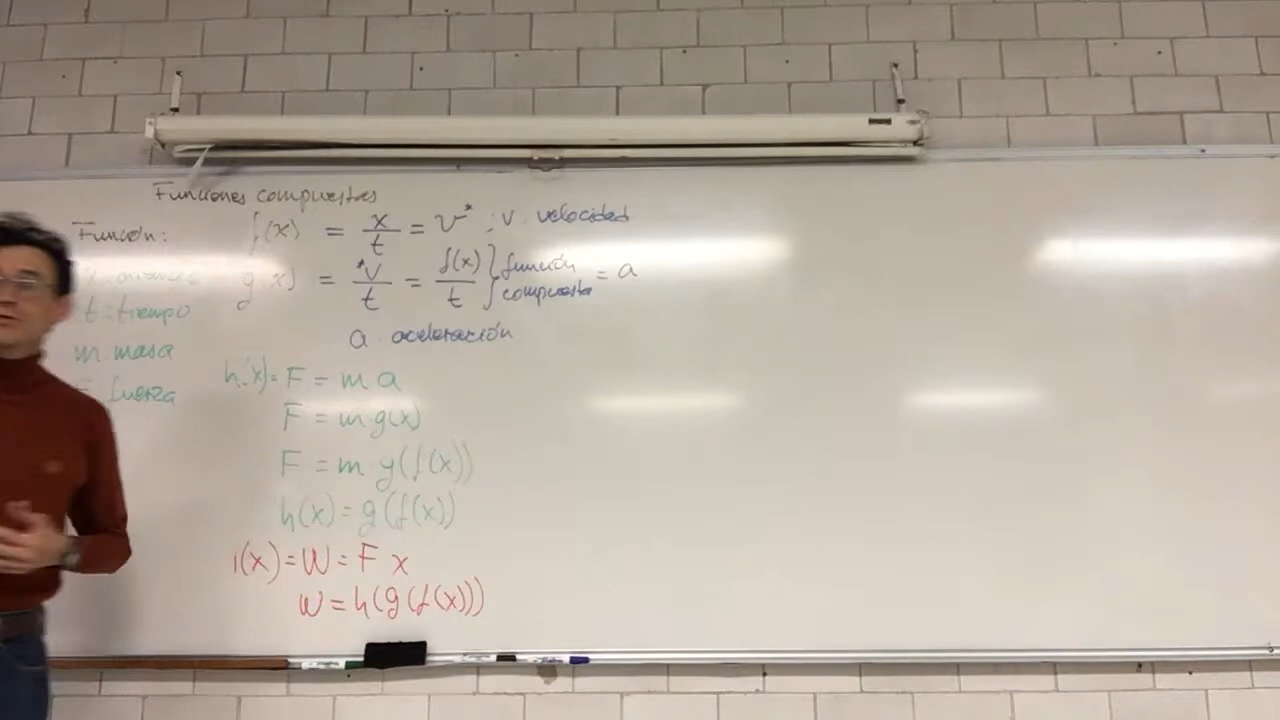 Funciones compuestas
Función: f(x) = x/t = v* ; v velocidad
g(x) = *v/t = f(x)/t } función compuesta = a
t: tiempo
a aceleración
m: masa
h(x) = F = m a
fuerza
F = m g(x)
F = m g(f(x))
h(x) = g(f(x))
i(x) = W = F x
W = h(g(f(x)))